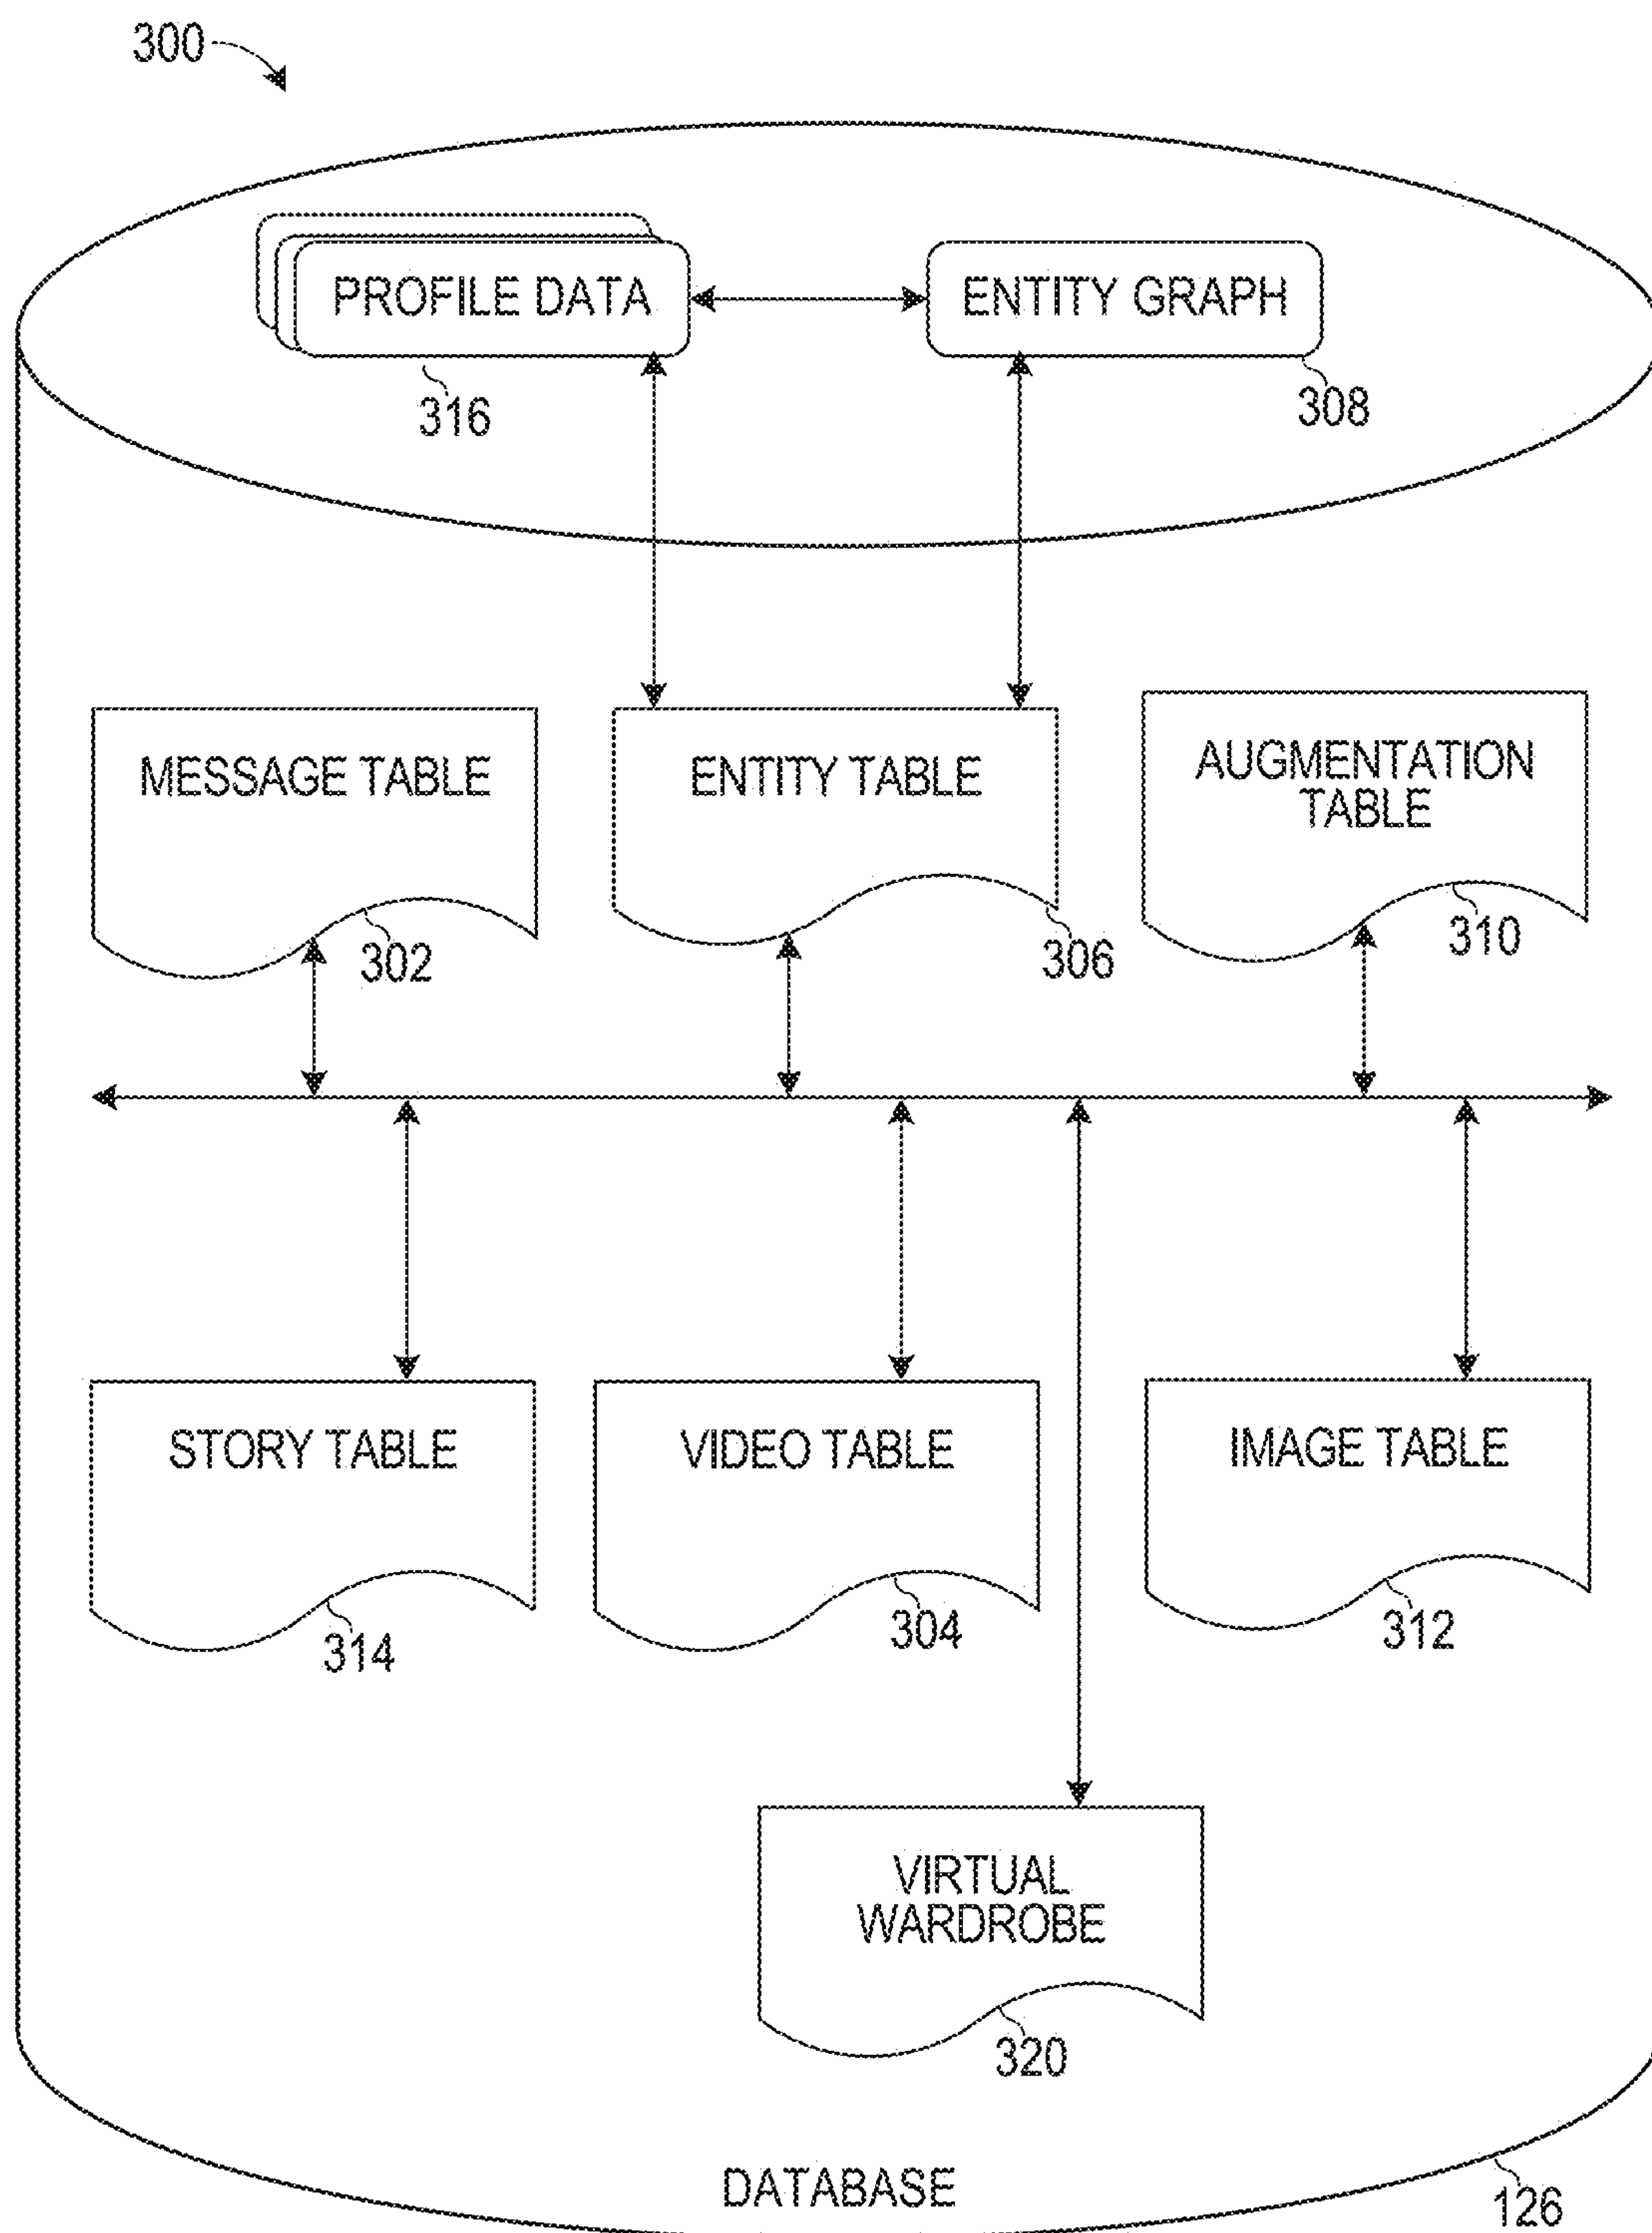 300
PROFILE DATA
ENTITY GRAPH
316
308
MESSAGE TABLE
ENTITY TABLE
AUGMENTATION
TABLE
302
306
310
STORY TABLE
VIDEO TABLE
IMAGE TABLE
314
304
312
VIRTUAL
WARDROBE
320
DATABASE
126